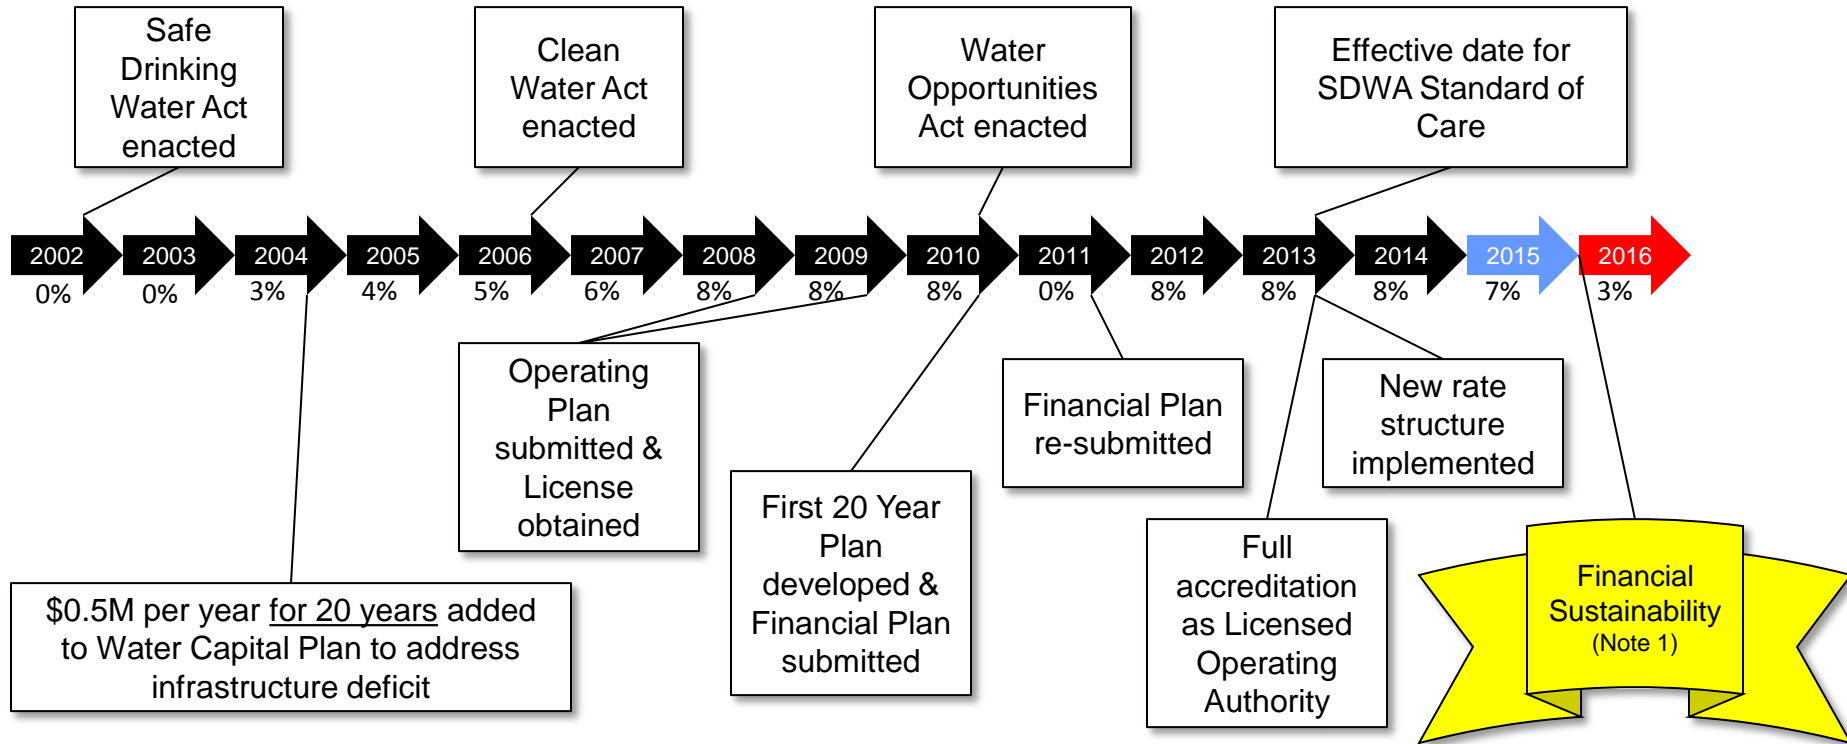 Safe
Drinking
Water Act
enacted
Clean
Water Act
enacted
Water
Opportunities
Act enacted
Effective date for
SDWA Standard of
Care
2002 2003 2004 2005 2006 2007 2008 2009 2010 2011 2012 2013 2014 2015 2016
0% 0% 3% 4% 5% 6% 8% 8% 8% 0% 8% 8% 8% 7% 3%
Operating
Plan
submitted &
License
obtained
Financial Plan
re-submitted
New rate
structure
implemented
First 20 Year
Plan
developed &
Financial Plan
submitted
Full
accreditation
as Licensed
Operating
Authority
Financial
Sustainability
(Note 1)
$0.5M per year for 20 years added
to Water Capital Plan to address
infrastructure deficit